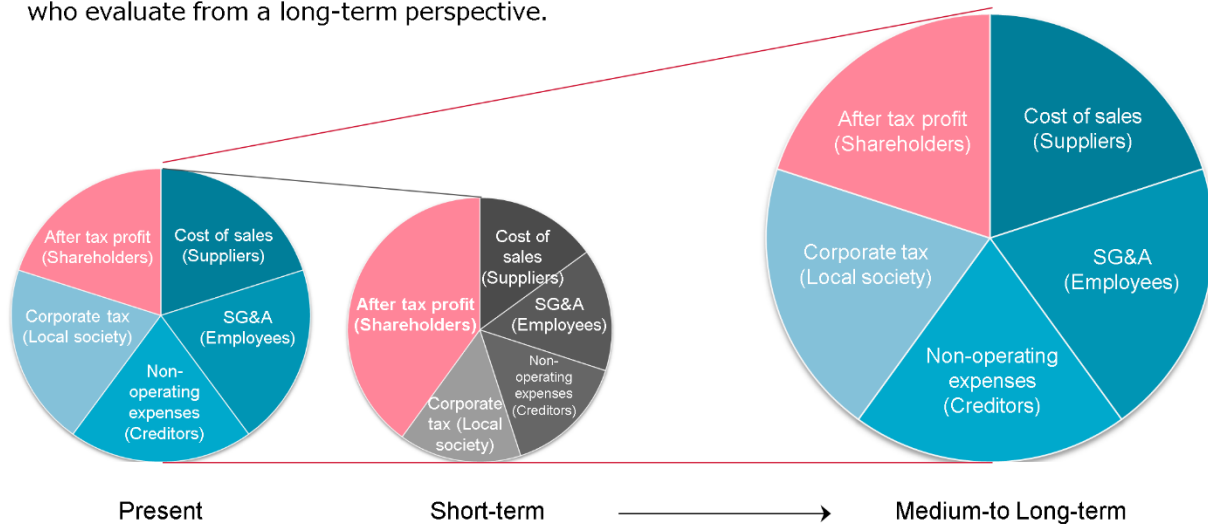 who evaluate from a long-term perspective.
After tax profit
(Shareholders)
Cost of sales
(Suppliers)
Corporate tax
(Local society)
SG&A
(Employees)
Non-
operating
expenses
(Creditors)
Present
Cost of
sales
(Suppliers)
After tax profit
(Shareholders)
SG&A
(Employees)
Non-
operating
expenses
(Creditors)
Corporate
tax (Local
society)
Short-term
After tax profit
(Shareholders)
Cost of sales
(Suppliers)
Corporate tax
(Local society)
SG&A
(Employees)
Non-operating
expenses
(Creditors)
Medium-to Long-term